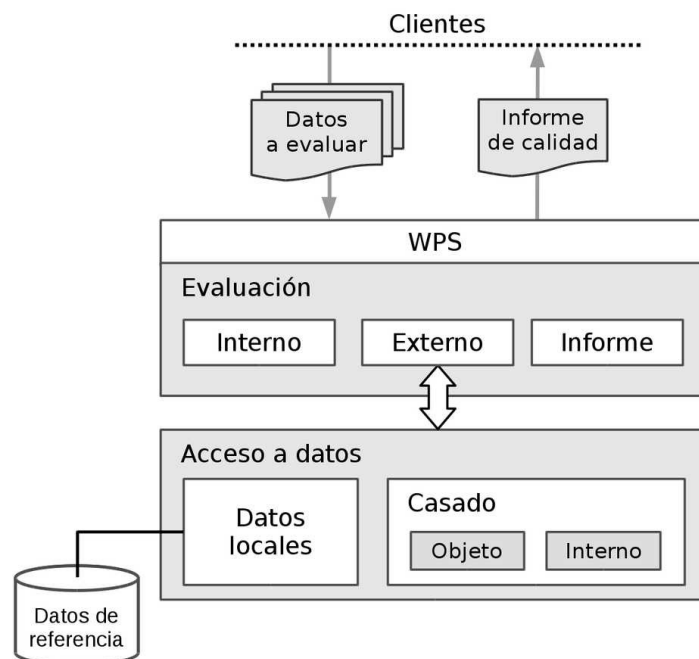 Clientes
Datos
a evaluar
Informe
de calidad
WPS
Evaluación
Interno
Externo
Informe
Acceso a datos
Datos
locales
Casado
Objeto
Interno
Datos de
referencia